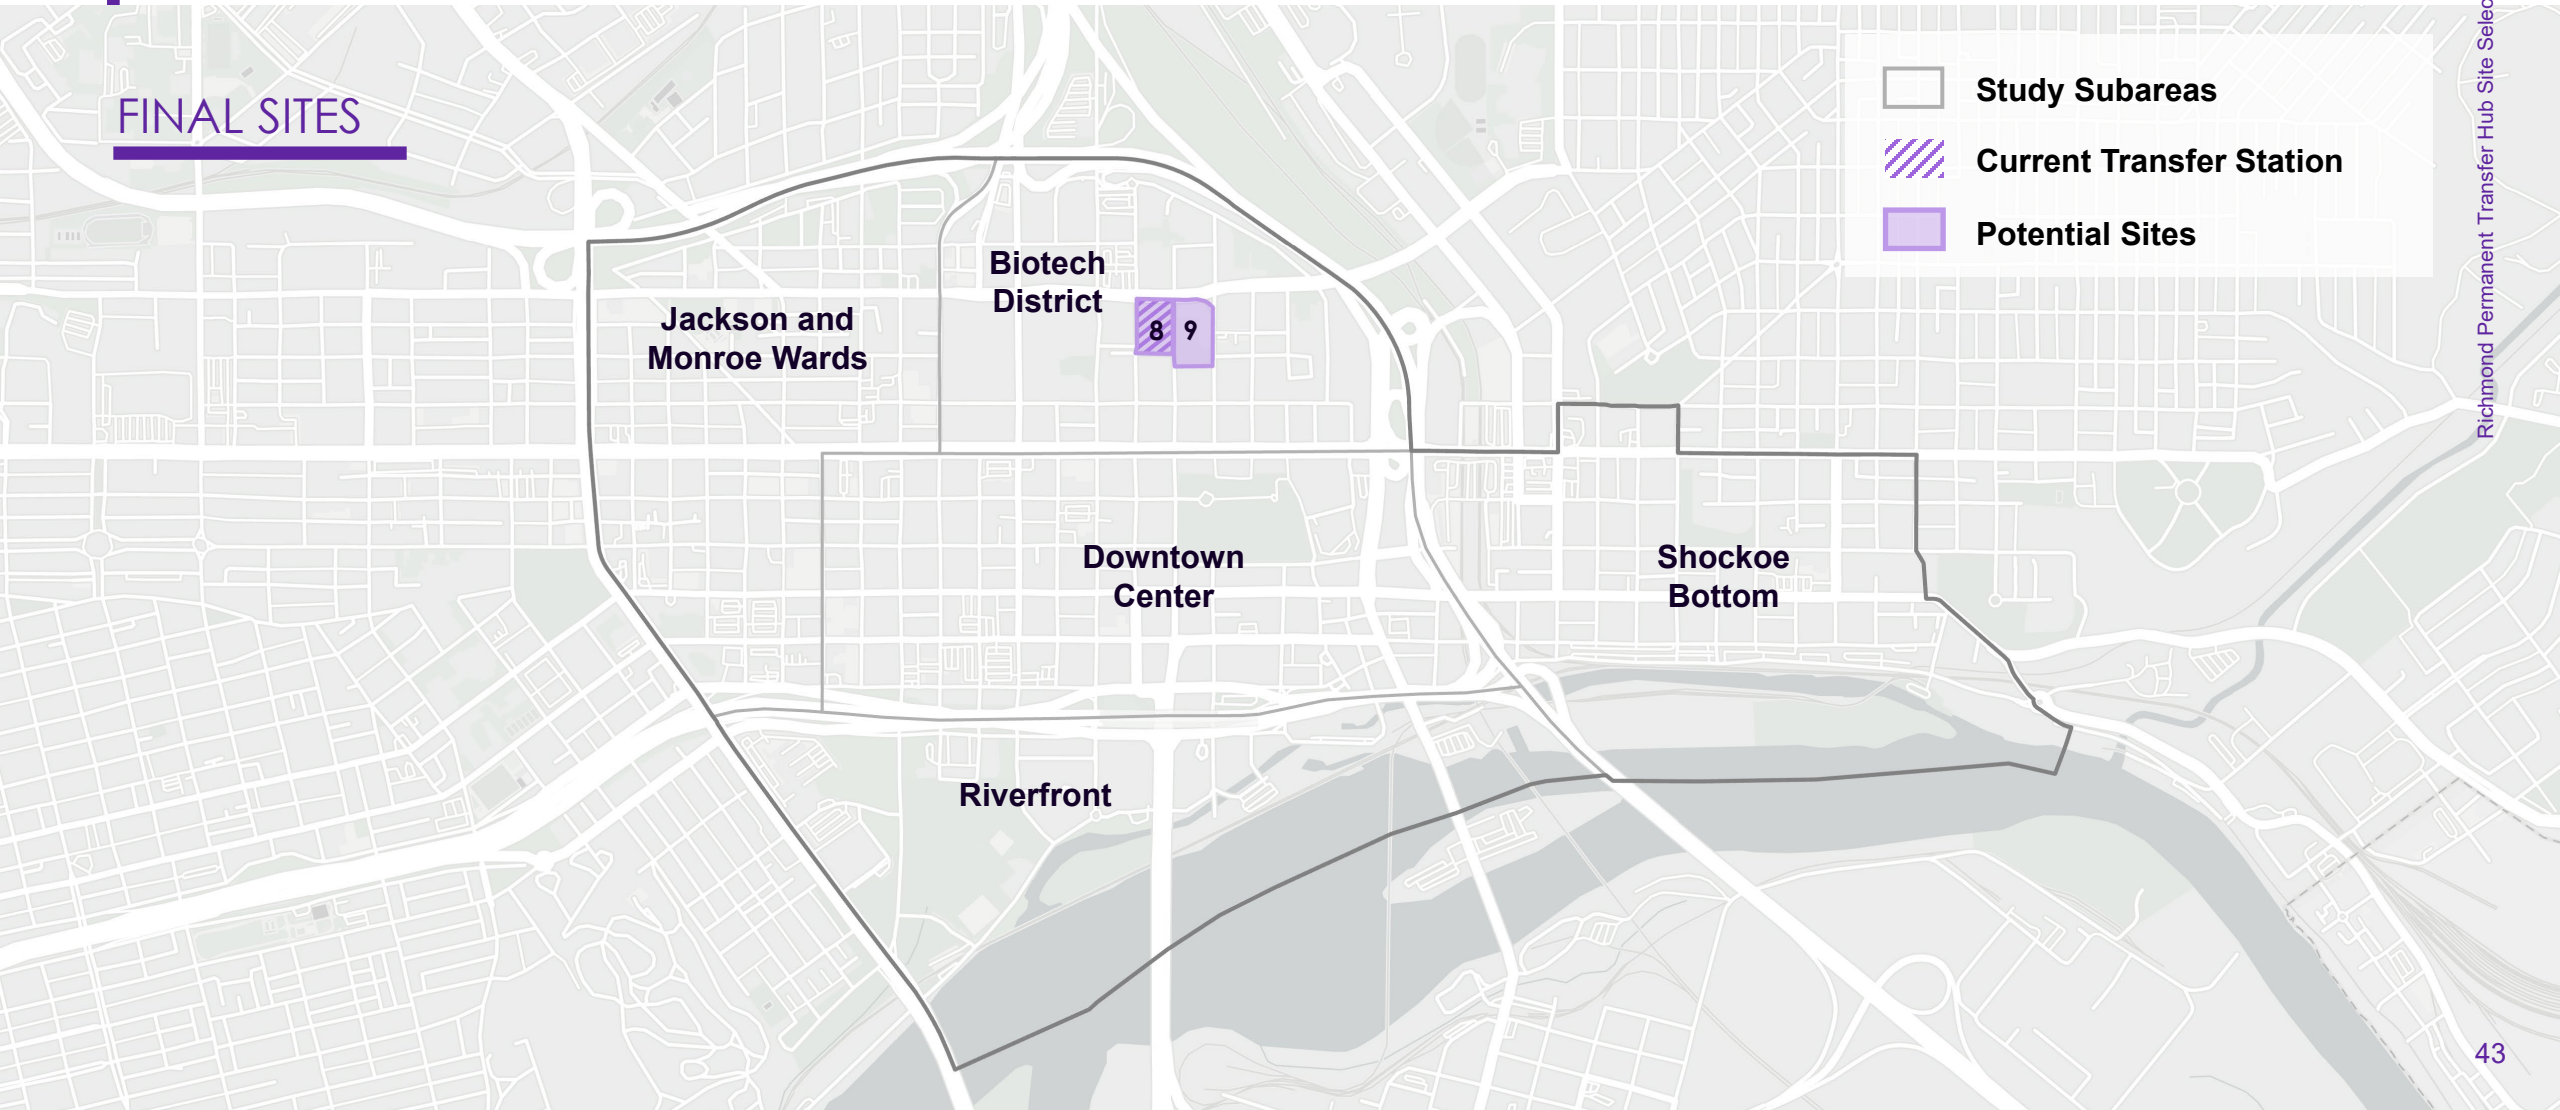 FINAL SITES
Study Subareas
Current Transfer Station
Potential Sites
Biotech
District
8 9
Jackson and
Monroe Wards
Downtown
Center
Shockoe
Bottom
Riverfront
Richmond Permanent Transfer Hub Site Selec
43